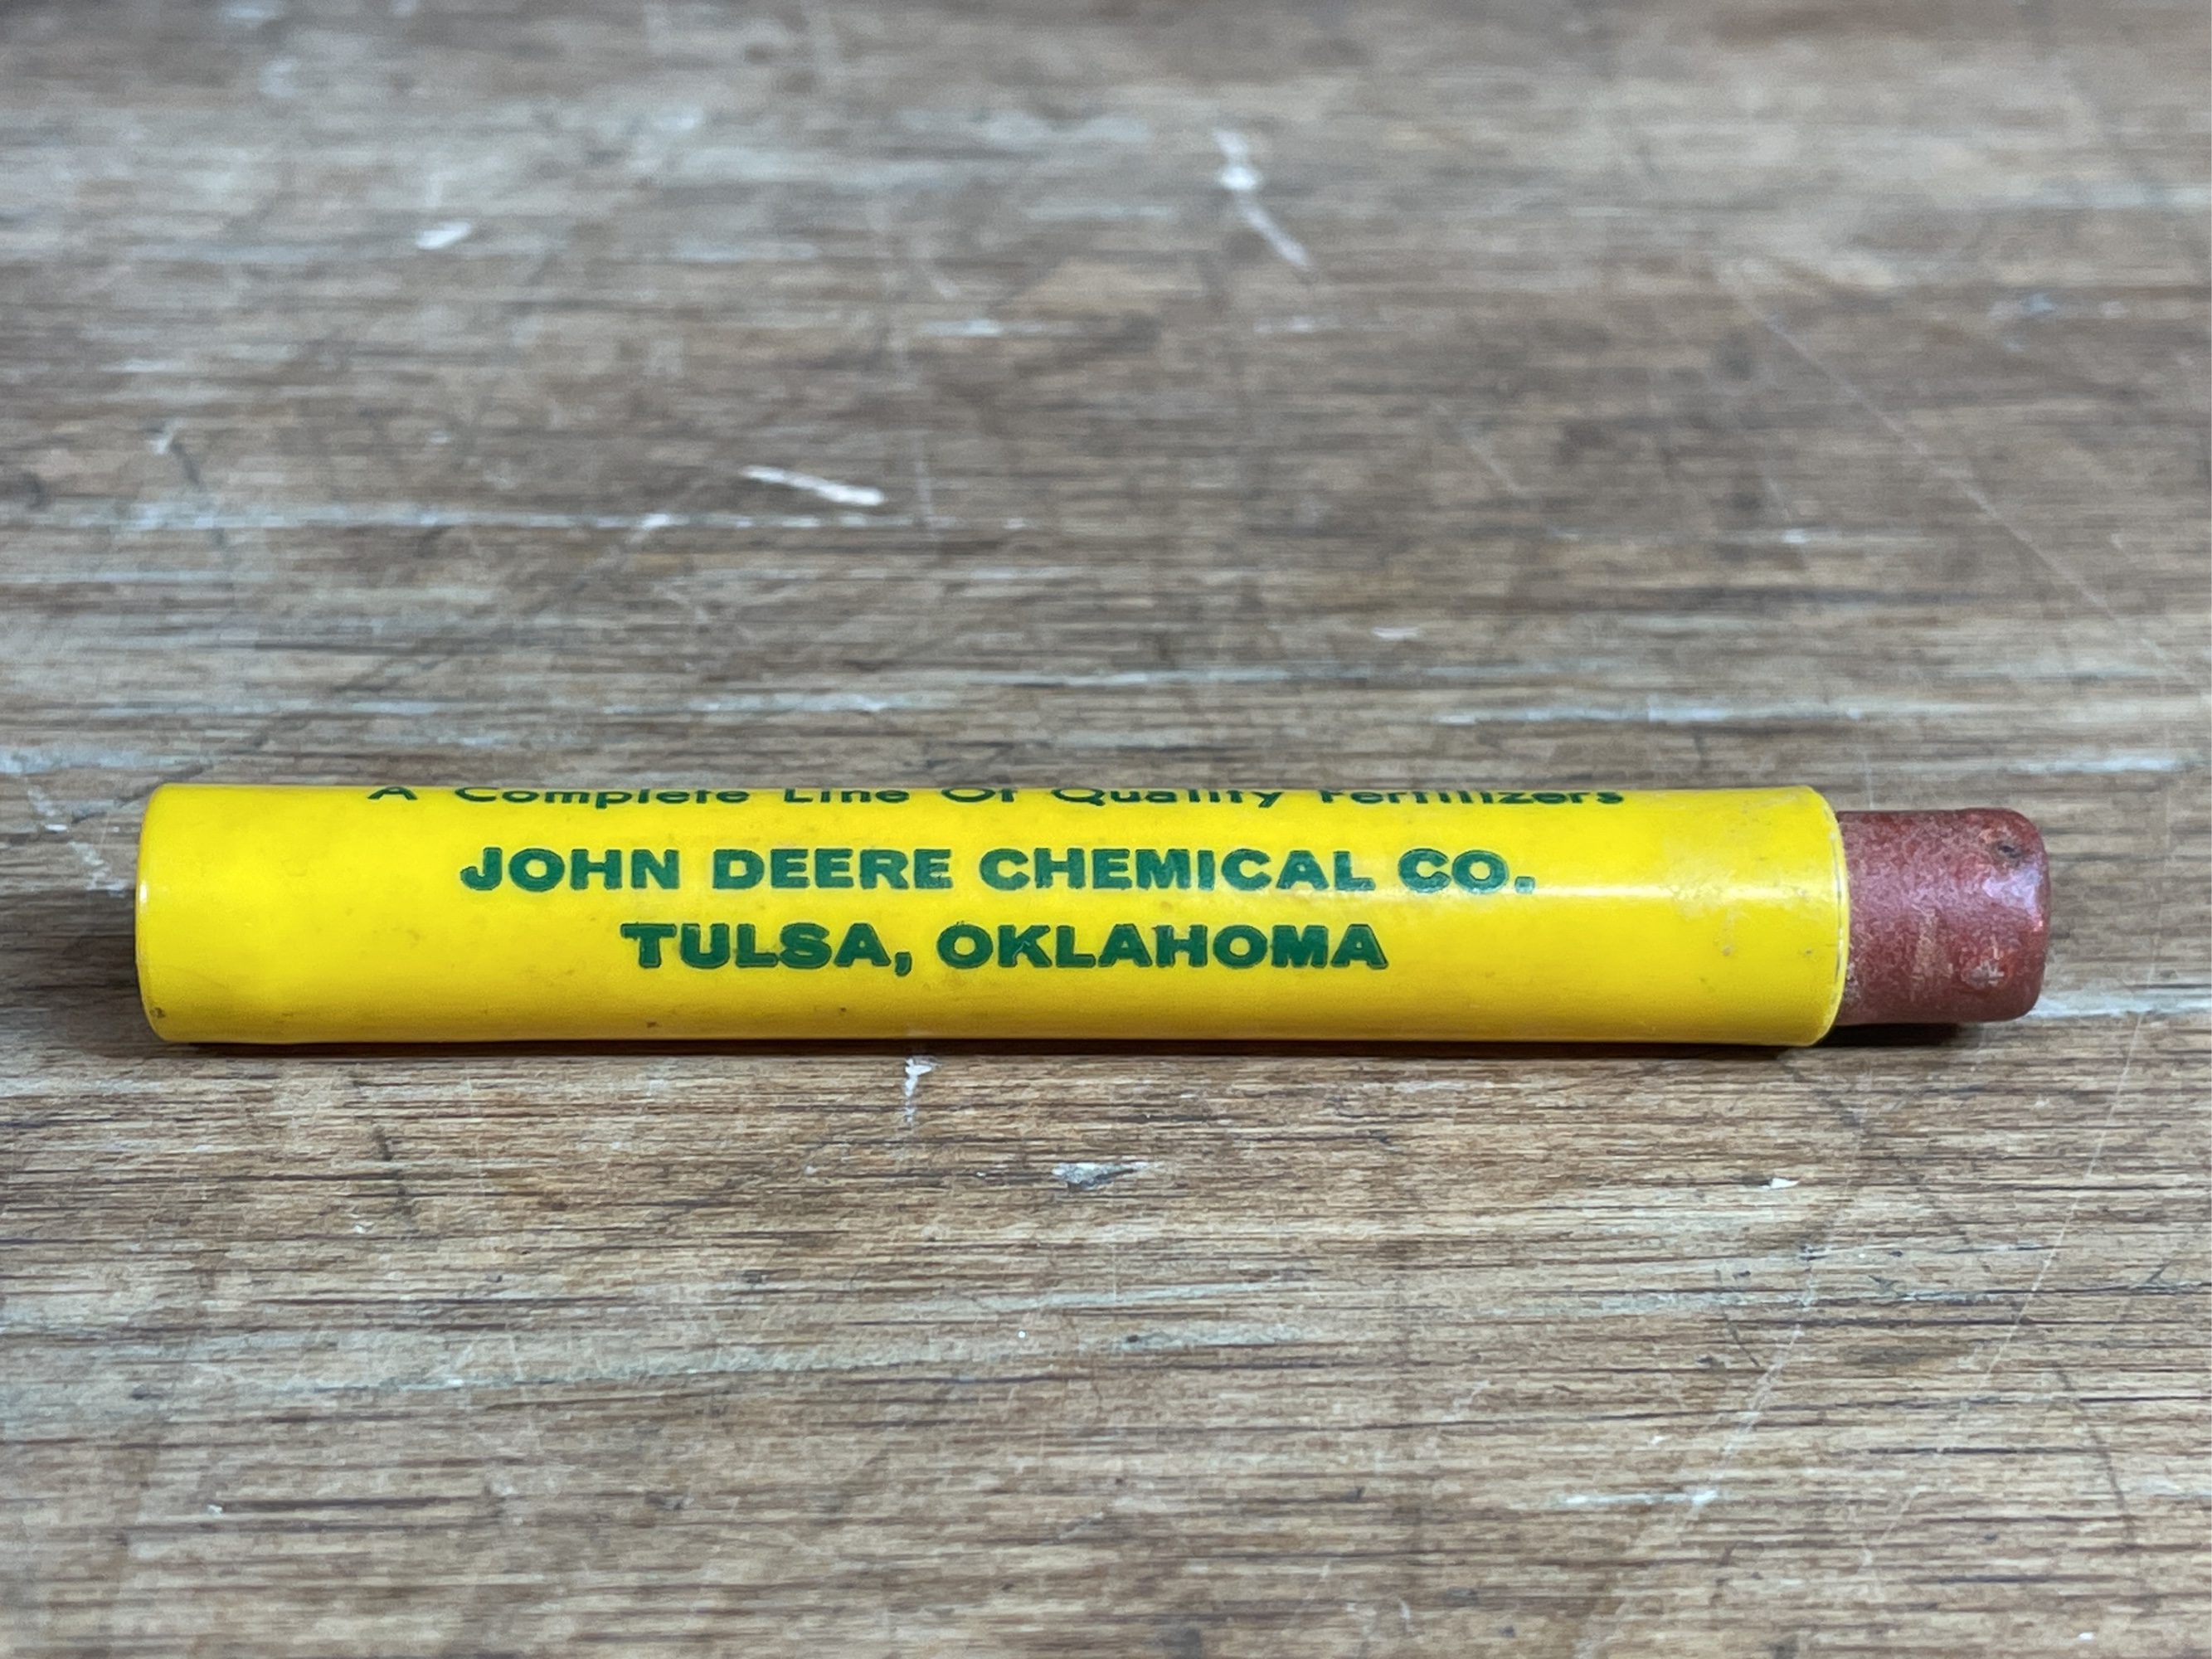 A Complete Line Of Quality Fertilizers
JOHN DEERE CHEMICAL CO.
TULSA, OKLAHOMA